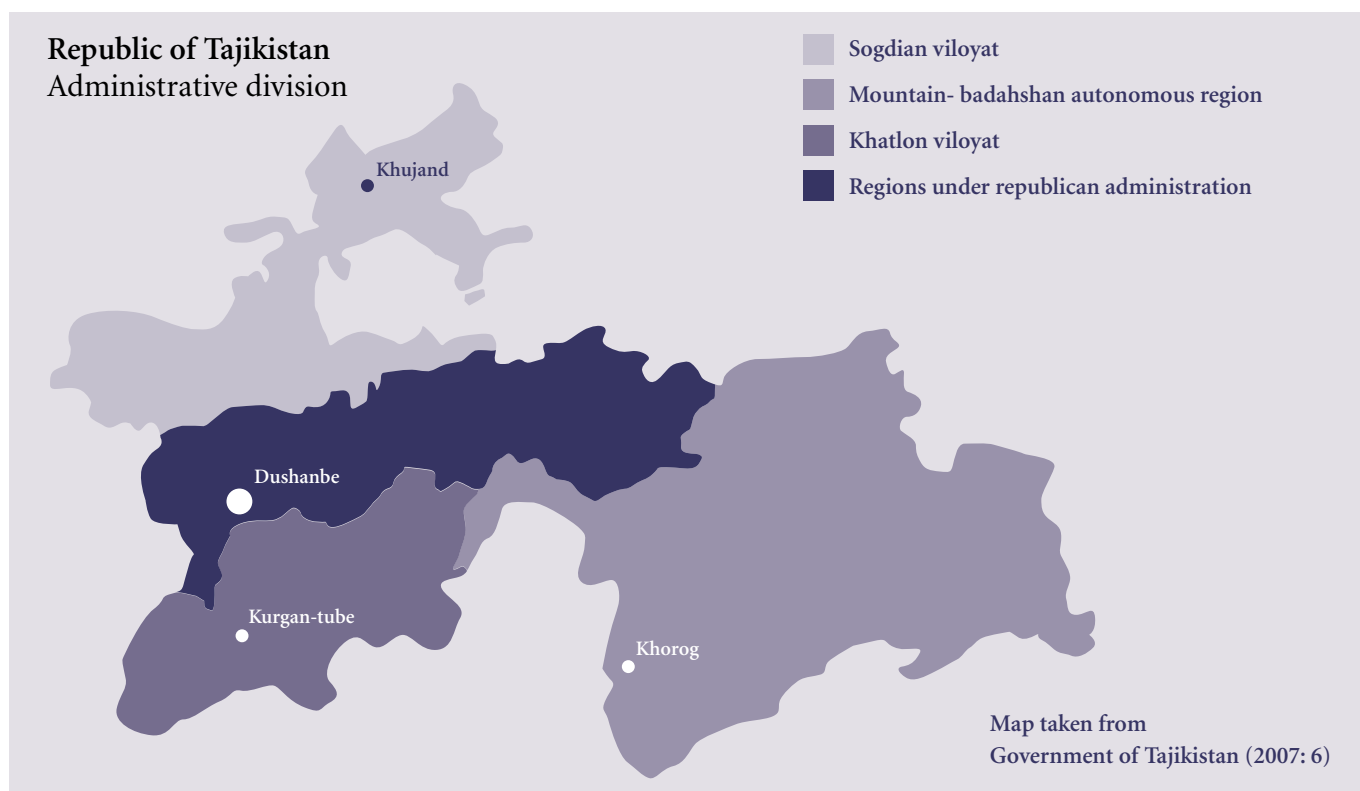 Republic of Tajikistan
Administrative division
Sogdian viloyat
Mountain- badahshan autonomous region
Khatlon viloyat
Regions under republican administration
Khujand
Dushanbe
Kurgan-tube
Khorog
Map taken from
Government of Tajikistan (2007: 6)